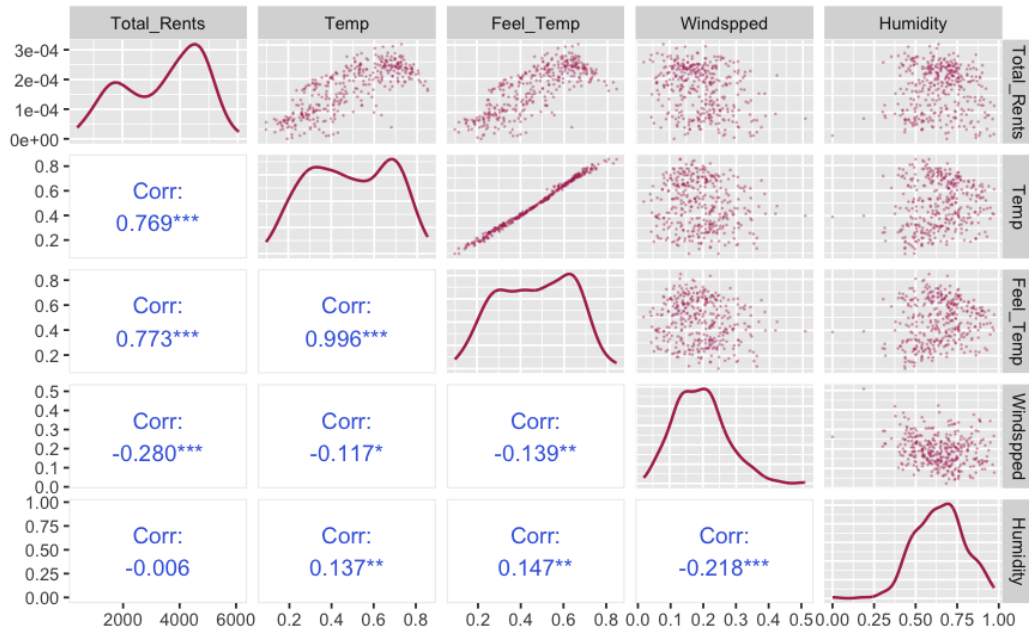 Total_Rents Temp Feel_Temp Windspped Humidity
3e-04
2e-04
1e-04
0e+00
Total_Rents
0.8
0.6
0.4
0.2
Corr:
0.769***
Temp
0.8
0.6
0.4
0.2
Corr: Corr:
0.773*** 0.996***
Feel_Temp
0.5
0.4
0.3
0.2
0.1
0.0
Corr: Corr: Corr:
-0.280*** -0.117* -0.139**
Windspped
1.00
0.75
0.50
0.25
0.00
Corr: Corr: Corr: Corr:
-0.006 0.137** 0.147** -0.218***
Humidity
2000 4000 6000 0.2 0.4 0.6 0.8 0.2 0.4 0.6 0.8 0.0 0.1 0.2 0.3 0.4 0.5 0.00 0.25 0.50 0.75 1.00